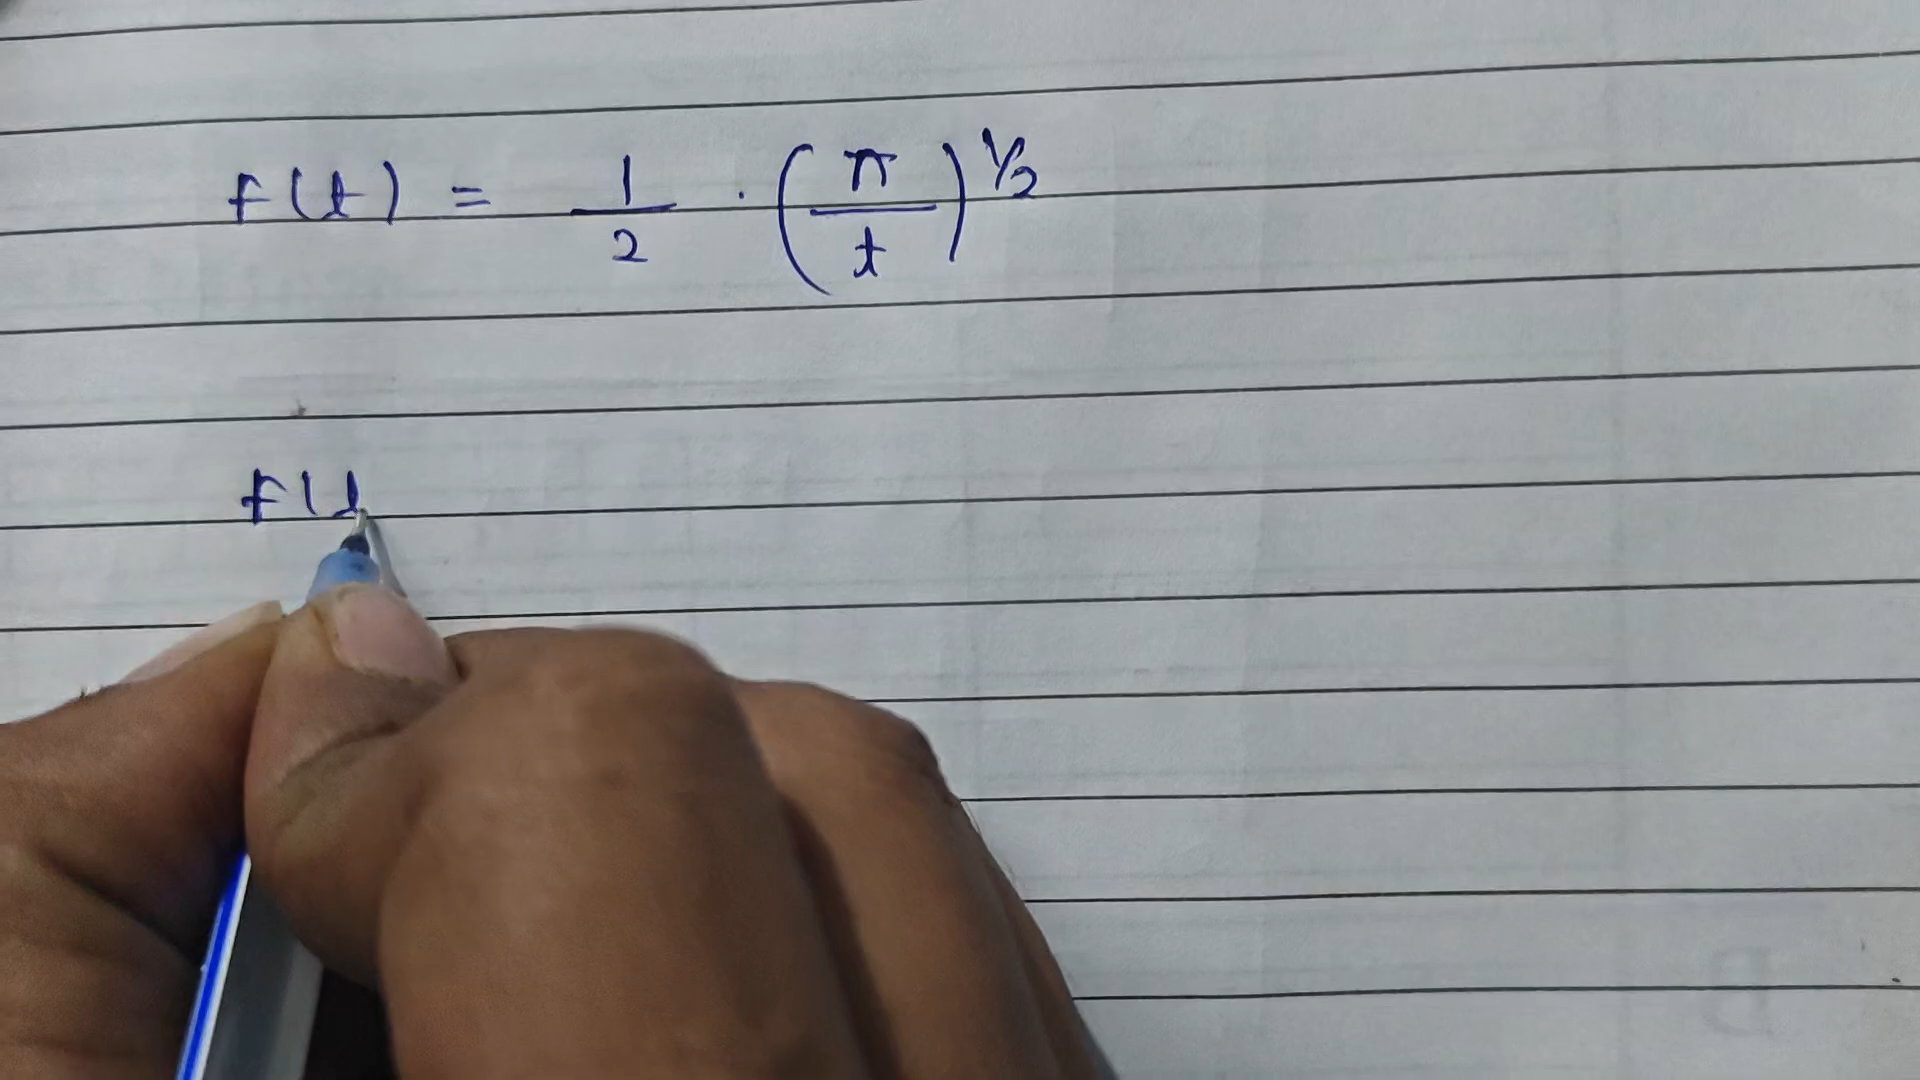 f(t) = 1/2 · (π/t)^1/2
f(t